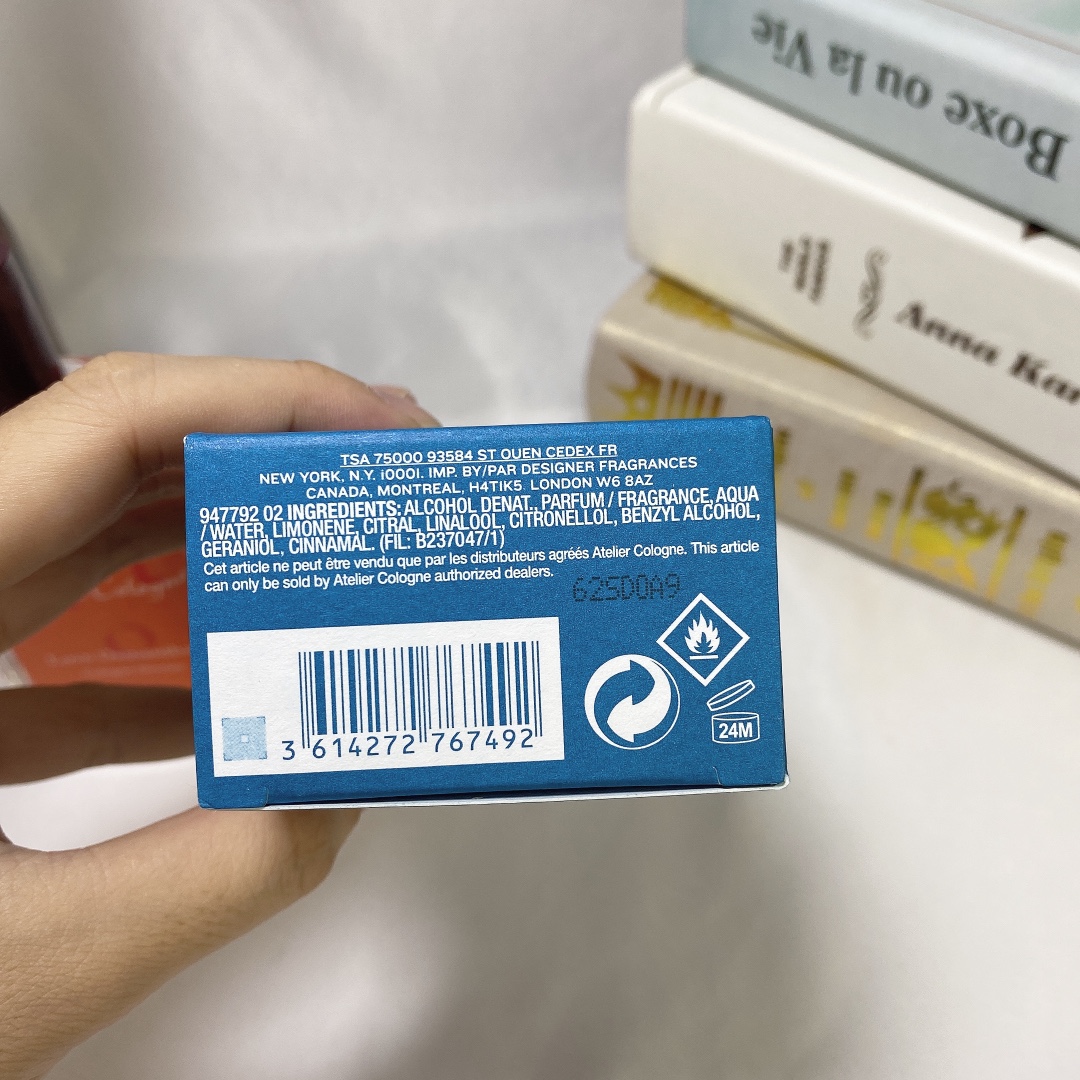 Boxe ou la Vie
Anna Kar
TSA 75000 93584 ST OUEN CEDEX FR
NEW YORK, N.Y. 10001. IMP. BY/PAR DESIGNER FRAGRANCES
CANADA, MONTREAL, H4TIK5. LONDON W6 8AZ
947792 02 INGREDIENTS: ALCOHOL DENAT., PARFUM / FRAGRANCE, AQUA
/ WATER, LIMONENE, CITRAL, LINALOOL, CITRONELLOL, BENZYL ALCOHOL,
GERANIOL, CINNAMAL. (FIL: B237047/1)
Cet article ne peut être vendu que par les distributeurs agréés Atelier Cologne. This article
can only be sold by Atelier Cologne authorized dealers.
62SD0A9
3 614272 767492
24M